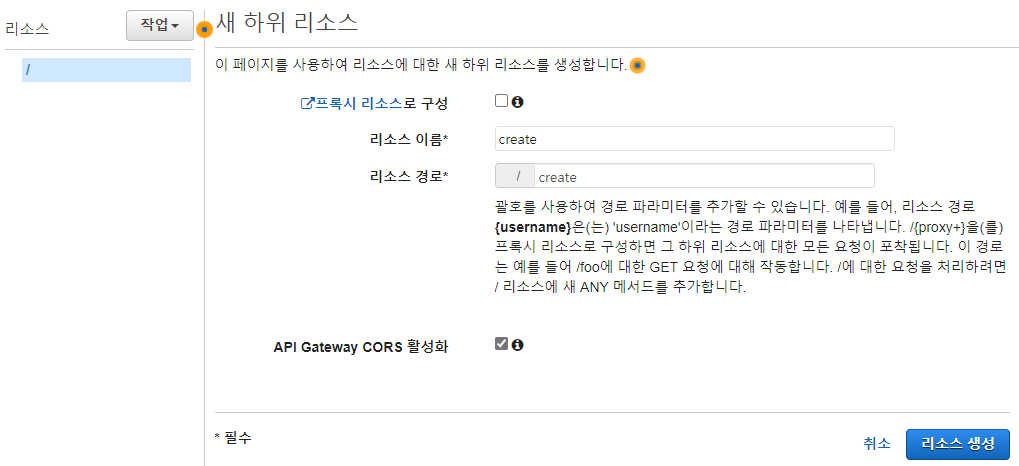 리소스
작업
새 하위 리소스
/
이 페이지를 사용하여 리소스에 대한 새 하위 리소스를 생성합니다.
프록시 리소스로 구성
리소스 이름*
create
리소스 경로*
/ create
괄호를 사용하여 경로 파라미터를 추가할 수 있습니다. 예를 들어, 리소스 경로
{username}은(는) 'username'이라는 경로 파라미터를 나타냅니다. /{proxy+}을(를)
프록시 리소스로 구성하면 그 하위 리소스에 대한 모든 요청이 포착됩니다. 이 경로
는 예를 들어 /foo에 대한 GET 요청에 대해 작동합니다. /에 대한 요청을 처리하려면
/ 리소스에 새 ANY 메서드를 추가합니다.
API Gateway CORS 활성화
* 필수
취소
리소스 생성